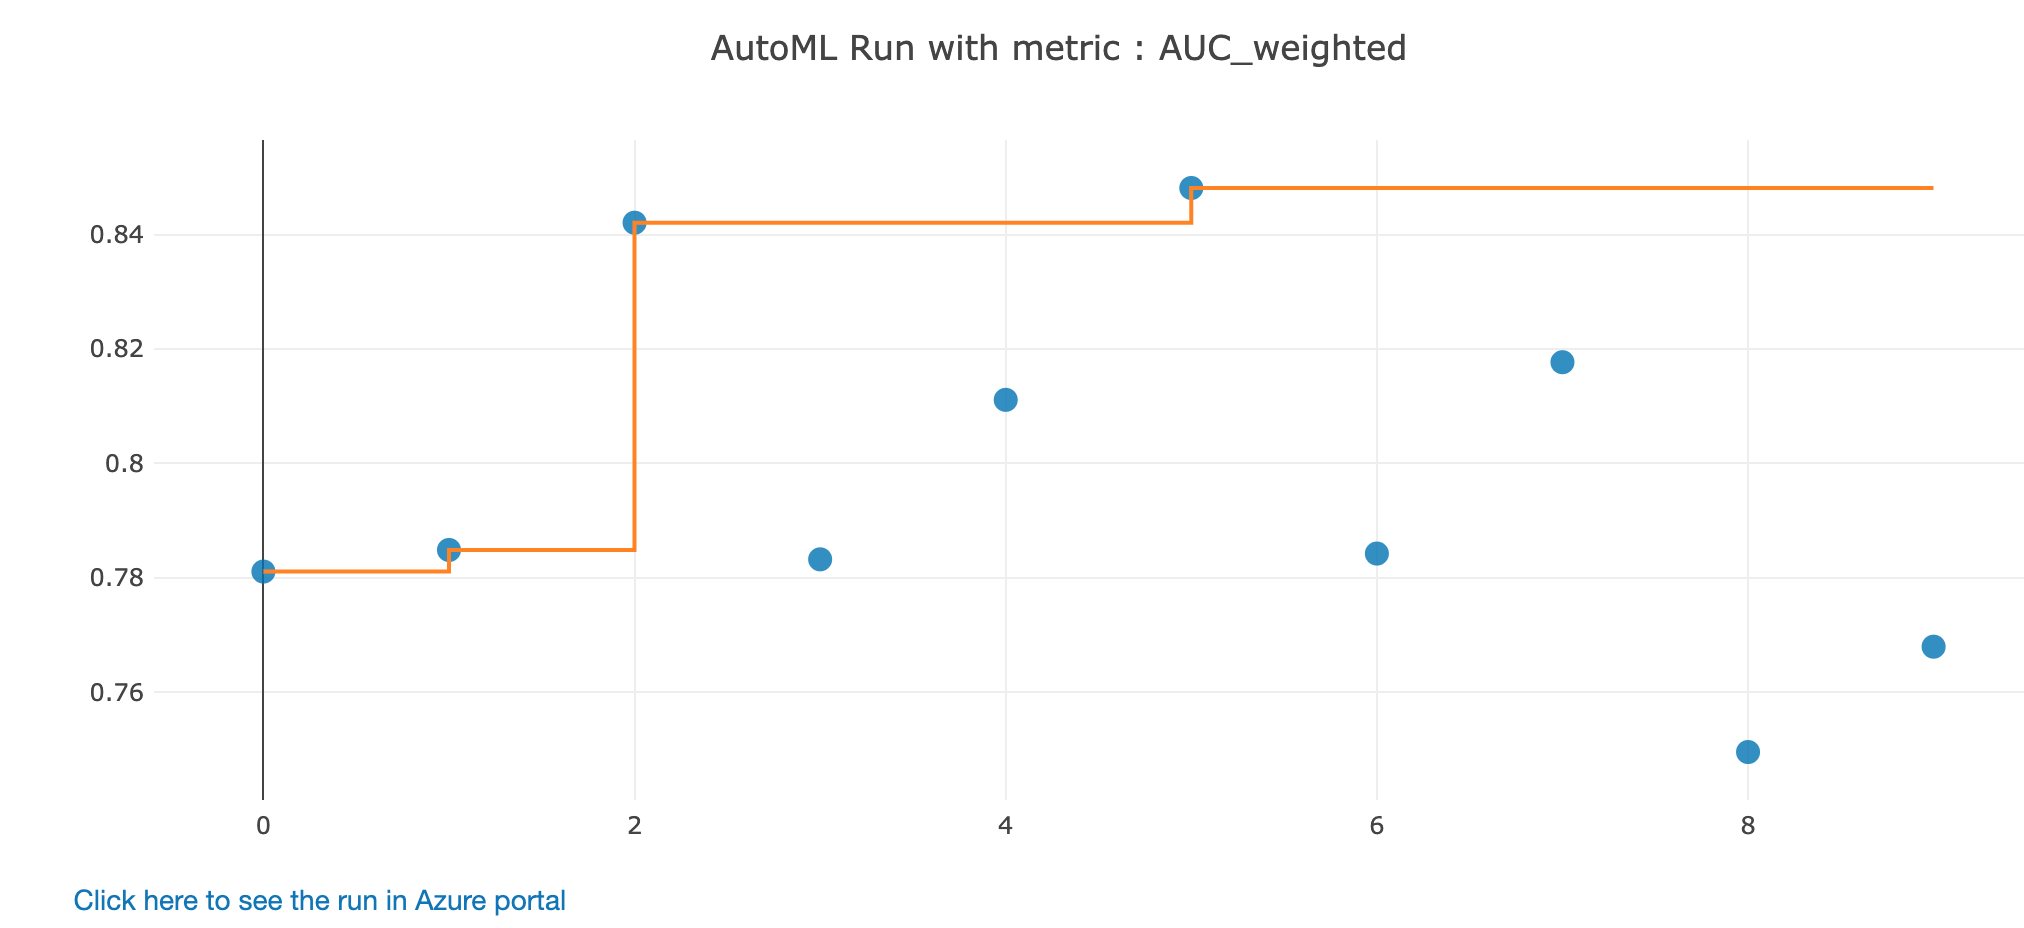 AutoML Run with metric : AUC_weighted
0.84
0.82
0.8
0.78
0.76
0 2 4 6 8
Click here to see the run in Azure portal